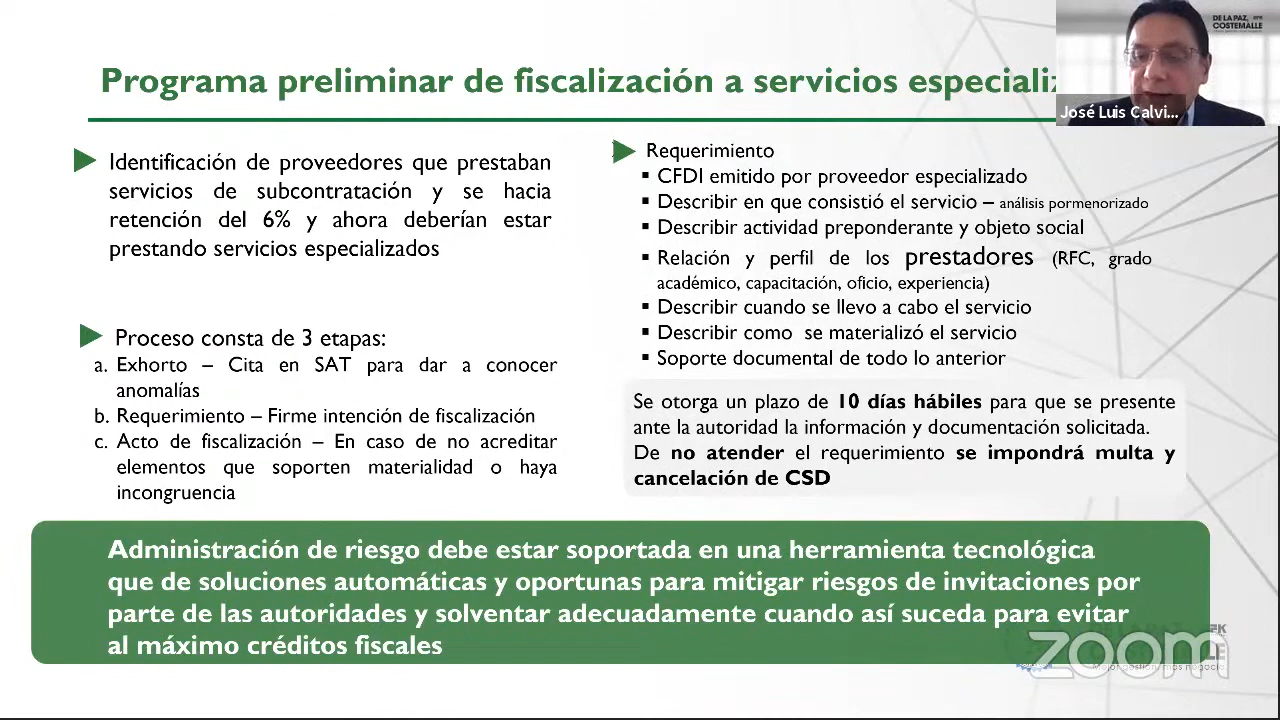 Programa preliminar de fiscalización a servicios especializ
DE LA PAZ,
COSTEMALLE
José Luis Calvi...
Identificación de proveedores que prestaban
servicios de subcontratación y se hacia
retención del 6% y ahora deberían estar
prestando servicios especializados
Proceso consta de 3 etapas:
a. Exhorto – Cita en SAT para dar a conocer
anomalías
b. Requerimiento – Firme intención de fiscalización
c. Acto de fiscalización – En caso de no acreditar
elementos que soporten materialidad o haya
incongruencia
Requerimiento
▪ CFDI emitido por proveedor especializado
▪ Describir en que consistió el servicio – análisis pormenorizado
▪ Describir actividad preponderante y objeto social
▪ Relación y perfil de los prestadores (RFC, grado
académico, capacitación, oficio, experiencia)
▪ Describir cuando se llevo a cabo el servicio
▪ Describir como se materializó el servicio
▪ Soporte documental de todo lo anterior
Se otorga un plazo de 10 días hábiles para que se presente
ante la autoridad la información y documentación solicitada.
De no atender el requerimiento se impondrá multa y
cancelación de CSD
Administración de riesgo debe estar soportada en una herramienta tecnológica
que de soluciones automáticas y oportunas para mitigar riesgos de invitaciones por
parte de las autoridades y solventar adecuadamente cuando así suceda para evitar
al máximo créditos fiscales
DE LA PAZ,
COSTEMALLE
zoom